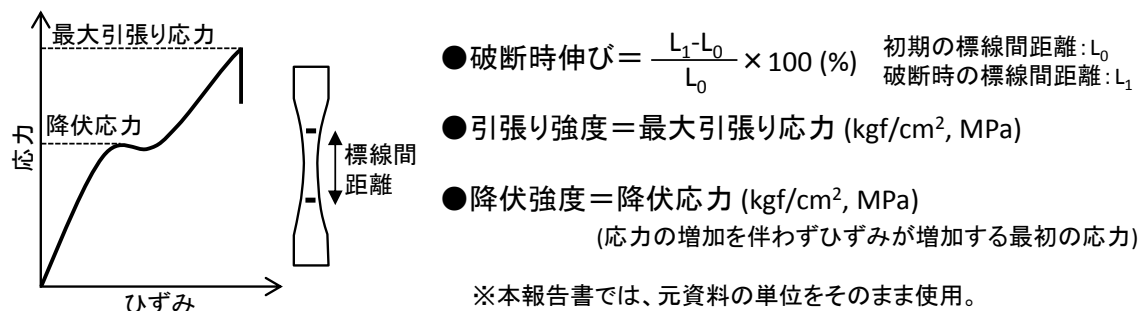 最大引張り応力
降伏応力
応力
ひずみ
標線間
距離
●破断時伸び＝ L₁-L₀ / L₀ × 100 (%)
初期の標線間距離：L₀
破断時の標線間距離：L₁
●引張り強度＝最大引張り応力 (kgf/cm², MPa)
●降伏強度＝降伏応力 (kgf/cm², MPa)
(応力の増加を伴わずひずみが増加する最初の応力)
※本報告書では、元資料の単位をそのまま使用。